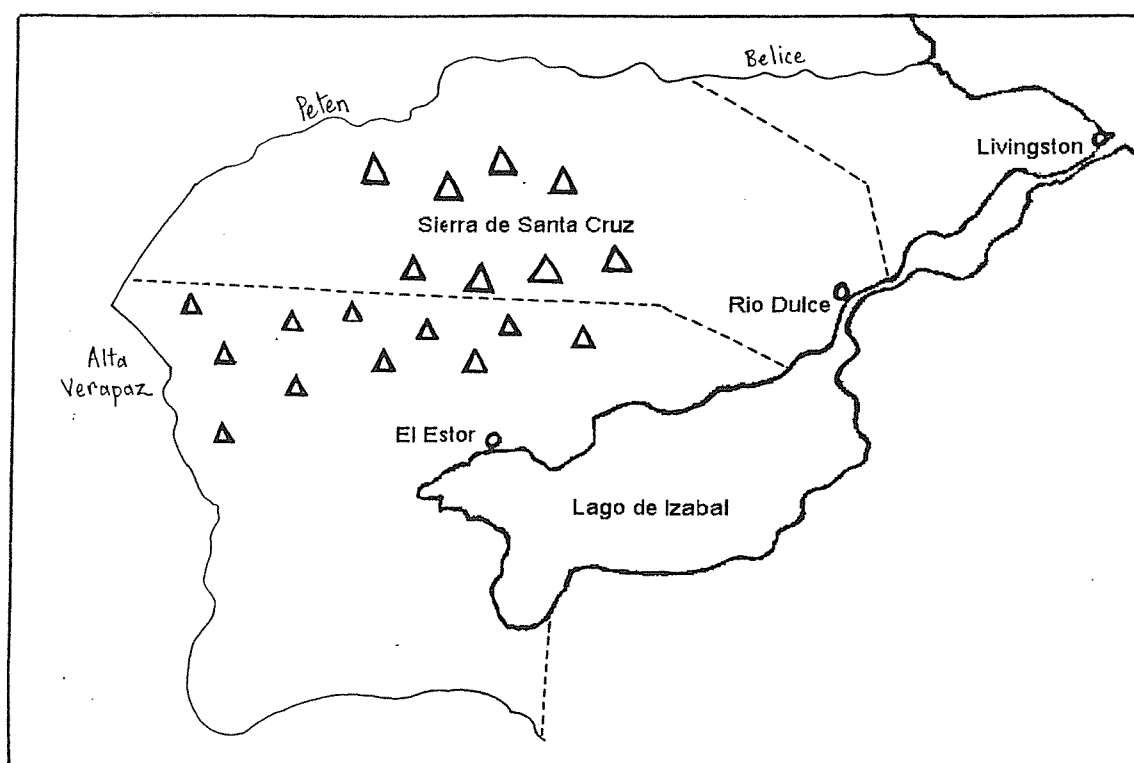 Belice
Peten
Livingston
Sierra de Santa Cruz
Rio Dulce
Alta
Verapaz
El Estor
Lago de Izabal